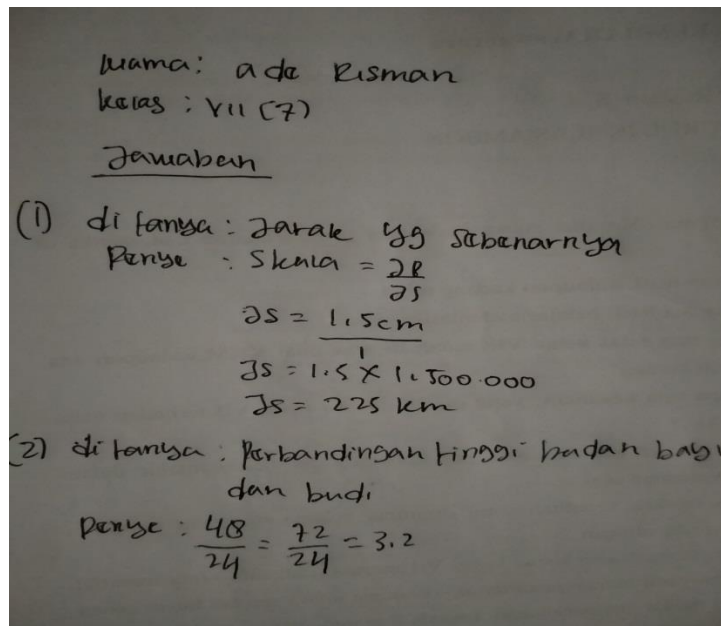 Nama: ade Risman
kelas : VII (7)
Jawaban
(1) di tanya : Jarak yg sebenarnya
Penye : Skala = JP
JS
JS = 1,5cm
1
JS = 1.5 x 1.500.000
JS = 225 km
(2) di tanya : Perbandingan tinggi badan bayi
dan budi
Penye : 48 = 72 = 3.2
24 24